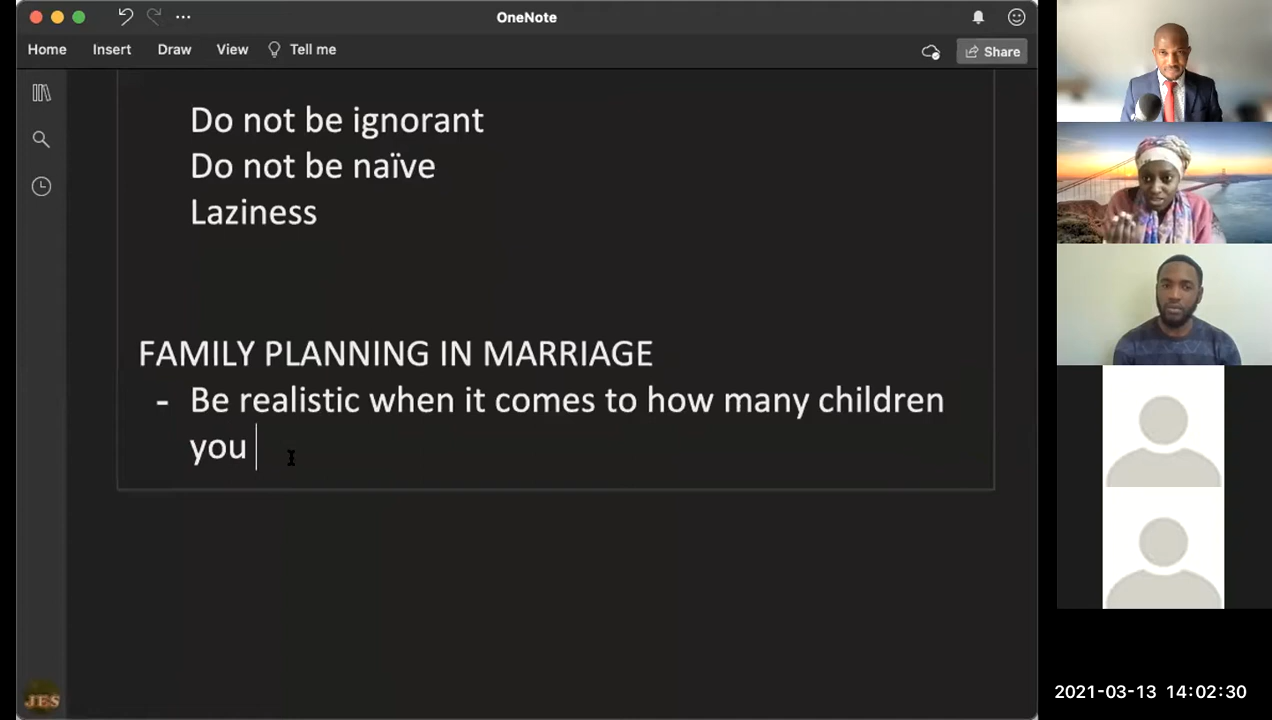 OneNote
Home Insert Draw View Tell me Share
Do not be ignorant
Do not be naïve
Laziness
FAMILY PLANNING IN MARRIAGE
- Be realistic when it comes to how many children
you
JES
2021-03-13 14:02:30